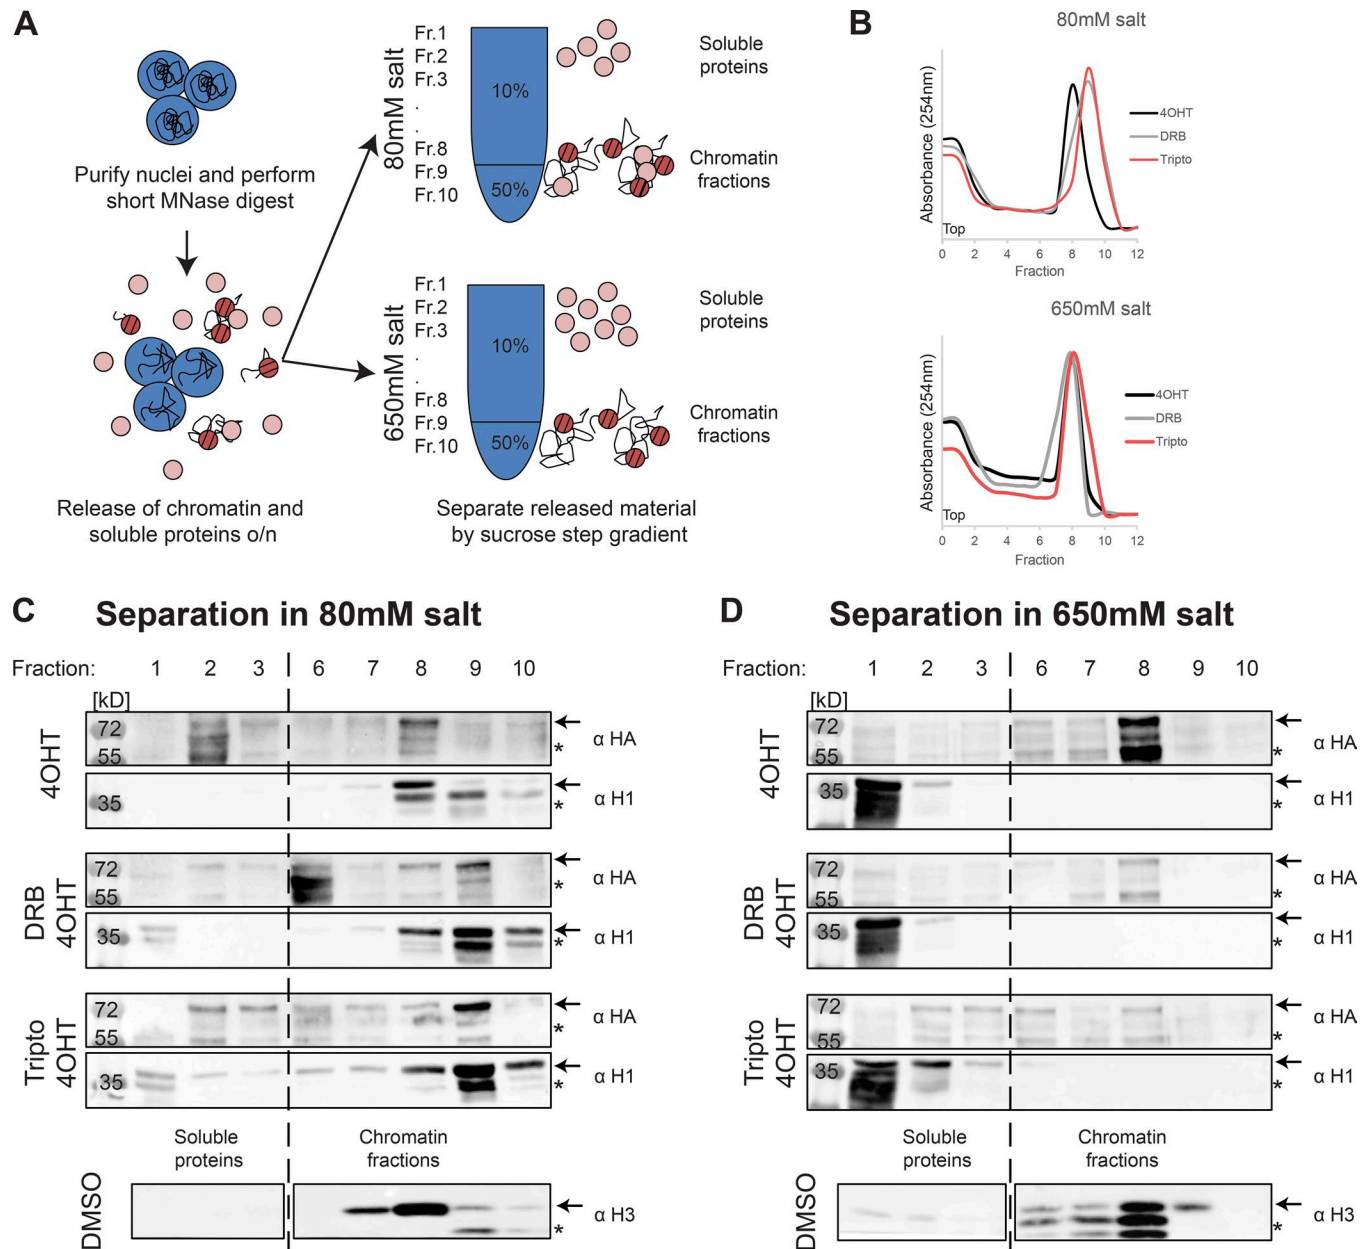 A
Purify nuclei and perform
short MNase digest
Release of chromatin and
soluble proteins o/n
80mM salt
Fr.1
Fr.2
Fr.3
.
.
Fr.8
Fr.9
Fr.10
10%
50%
Soluble
proteins
Chromatin
fractions
650mM salt
Fr.1
Fr.2
Fr.3
.
.
Fr.8
Fr.9
Fr.10
10%
50%
Soluble
proteins
Chromatin
fractions
Separate released material
by sucrose step gradient
B
80mM salt
Absorbance (254nm)
4OHT
DRB
Tripto
Top
0 2 4 6 8 10 12
Fraction
650mM salt
Absorbance (254nm)
4OHT
DRB
Tripto
Top
0 2 4 6 8 10 12
Fraction
C Separation in 80mM salt
Fraction: 1 2 3 6 7 8 9 10
[kD]
4OHT
72
55
* α HA
35
* α H1
DRB
4OHT
72
55
* α HA
35
* α H1
Tripto
4OHT
72
55
* α HA
35
* α H1
Soluble
proteins
Chromatin
fractions
DMSO
* α H3
D Separation in 650mM salt
Fraction: 1 2 3 6 7 8 9 10
[kD]
4OHT
72
55
* α HA
35
* α H1
DRB
4OHT
72
55
* α HA
35
* α H1
Tripto
4OHT
72
55
* α HA
35
* α H1
Soluble
proteins
Chromatin
fractions
DMSO
* α H3